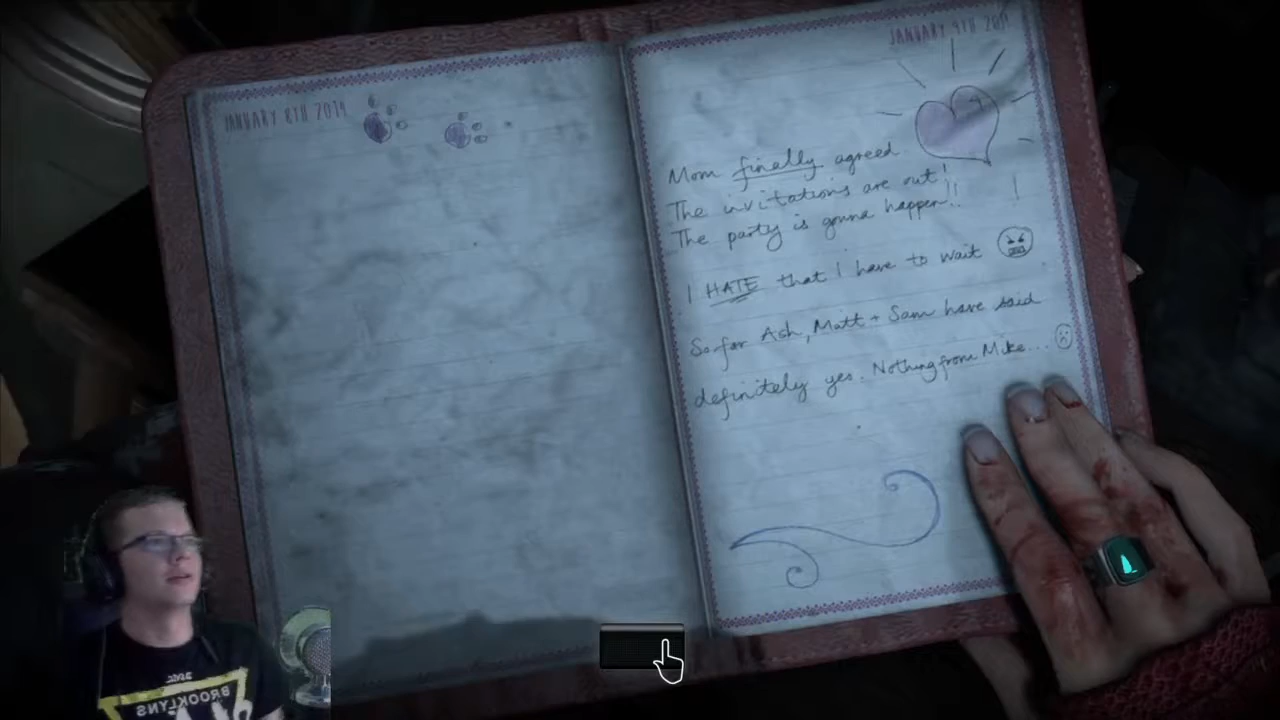 JANUARY 8TH 2014
JANUARY 9TH 201
Mom finally agreed
The invitations are out!
The party is gonna happen!!
I HATE that I have to wait
So far Ash, Matt + Sam have said
definitely yes. Nothing from Mike...
BROOKLYNS